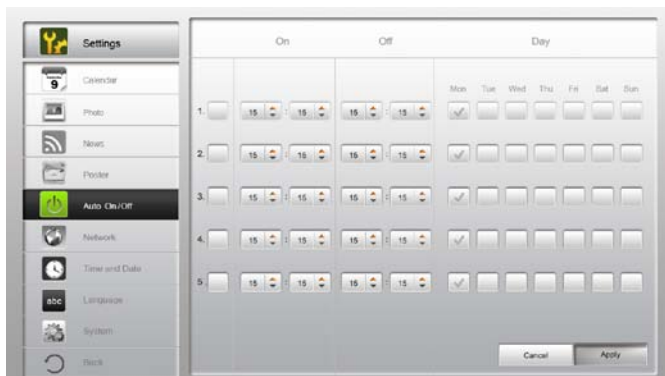 Settings
Calendar
9
Photo
News
Poster
Auto On/Off
Network
Time and Date
abc Language
System
Back
On Off Day
Mon Tue Wed Thu Fri Sat Sun
1. 15 : 15 15 : 15
2. 15 : 15 15 : 15
3. 15 : 15 15 : 15
4. 15 : 15 15 : 15
5 15 : 15 15 : 15
Cancel Apply